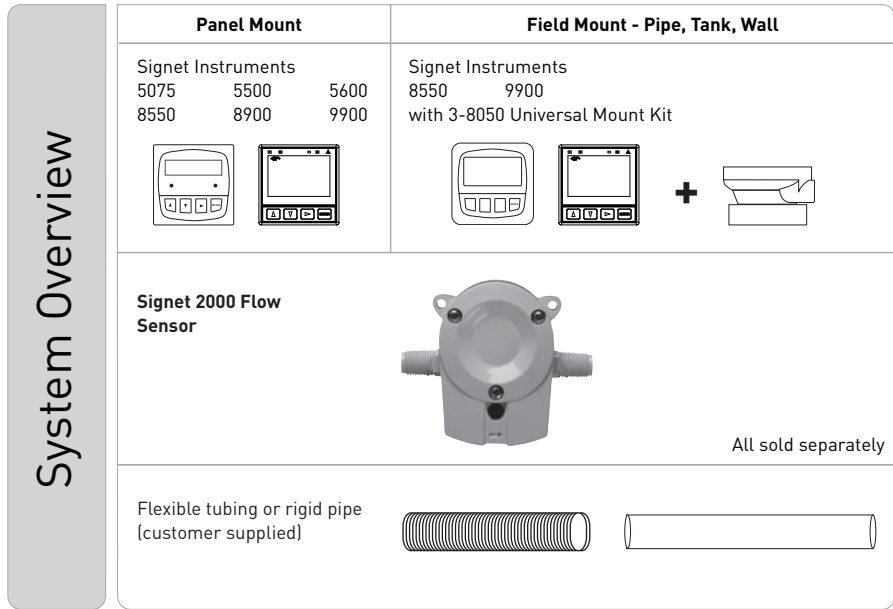 System Overview
Panel Mount
Signet Instruments
5075 5500 5600
8550 8900 9900
Field Mount - Pipe, Tank, Wall
Signet Instruments
8550 9900
with 3-8050 Universal Mount Kit
+
Signet 2000 Flow
Sensor
All sold separately
Flexible tubing or rigid pipe
(customer supplied)